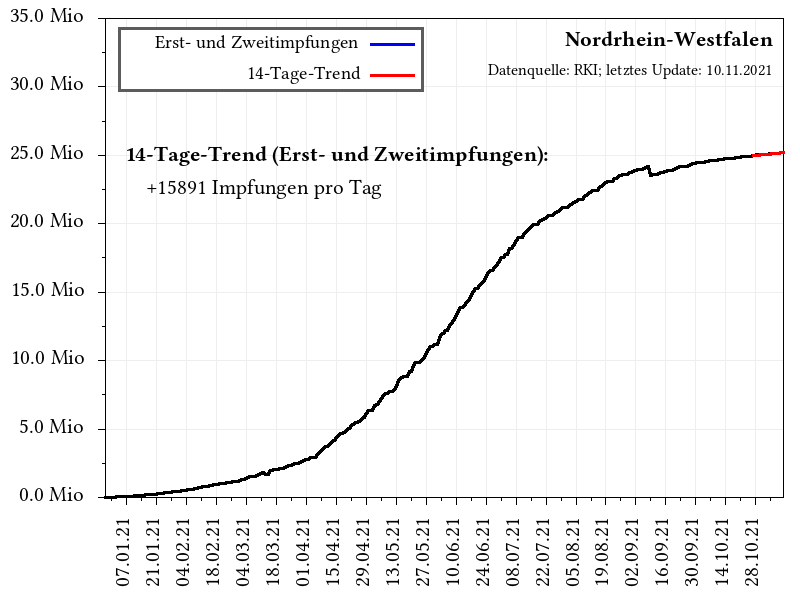 35.0 Mio
30.0 Mio
25.0 Mio
20.0 Mio
15.0 Mio
10.0 Mio
5.0 Mio
0.0 Mio
Erst- und Zweitimpfungen
14-Tage-Trend
Nordrhein-Westfalen
Datenquelle: RKI; letztes Update: 10.11.2021
14-Tage-Trend (Erst- und Zweitimpfungen):
+15891 Impfungen pro Tag
07.01.21
21.01.21
04.02.21
18.02.21
04.03.21
18.03.21
01.04.21
15.04.21
29.04.21
13.05.21
27.05.21
10.06.21
24.06.21
08.07.21
22.07.21
05.08.21
19.08.21
02.09.21
16.09.21
30.09.21
14.10.21
28.10.21